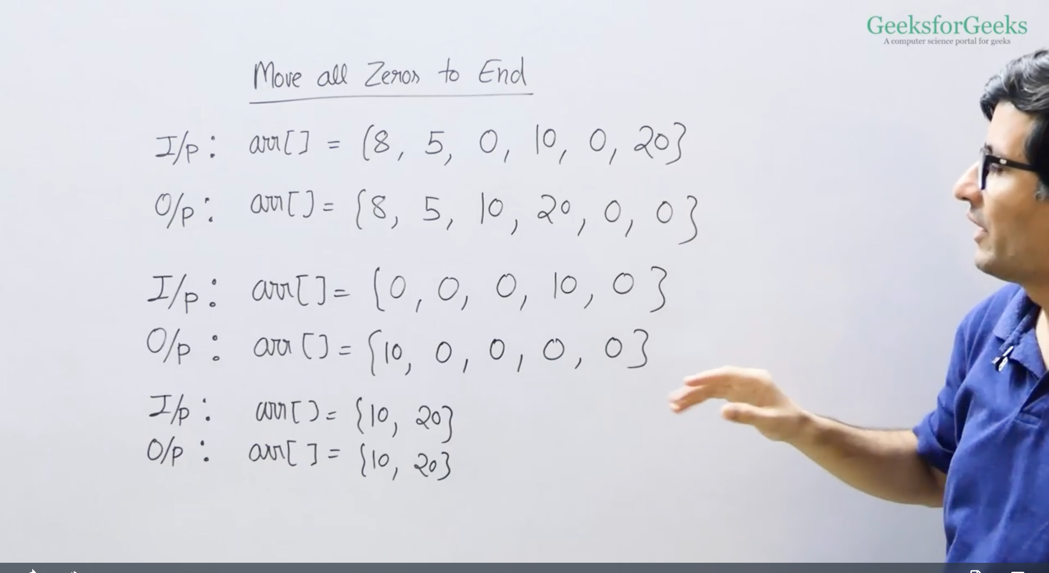 GeeksforGeeks
A computer science portal for geeks
Move all Zeros to End
I/p : arr[] = {8, 5, 0, 10, 0, 20}
O/p : arr[] = {8, 5, 10, 20, 0, 0}
I/p : arr[] = {0, 0, 0, 10, 0}
O/p : arr[] = {10, 0, 0, 0, 0}
I/p : arr[] = {10, 20}
O/p : arr[] = {10, 20}